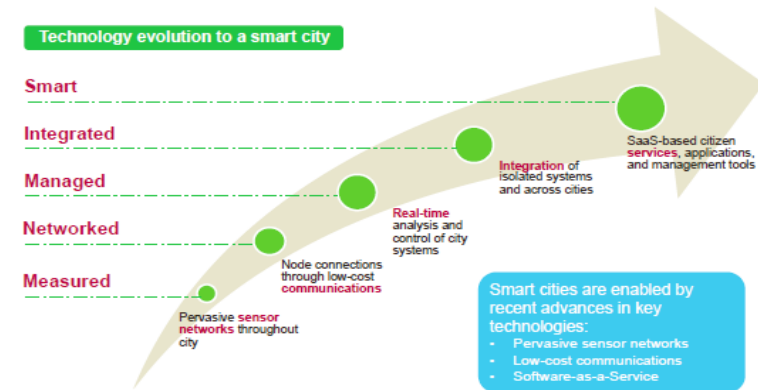 Technology evolution to a smart city
Smart
Integrated
Managed
Networked
Measured
SaaS-based citizen
services, applications,
and management tools
Integration of
isolated systems
and across cities
Real-time
analysis and
control of city
systems
Node connections
through low-cost
communications
Pervasive sensor
networks throughout
city
Smart cities are enabled by
recent advances in key
technologies:
- Pervasive sensor networks
- Low-cost communications
- Software-as-a-Service